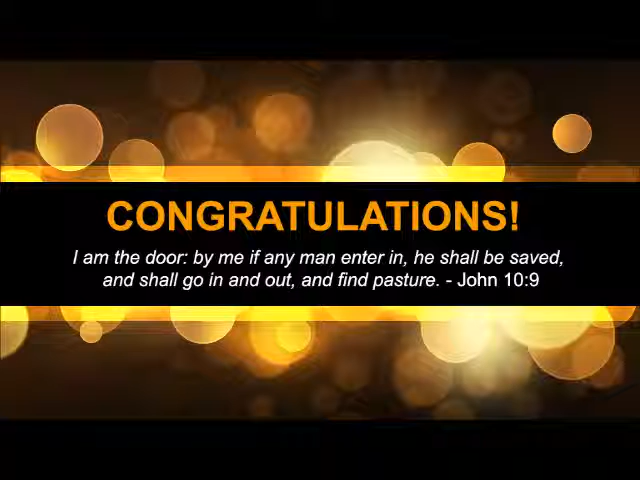 CONGRATULATIONS!
I am the door: by me if any man enter in, he shall be saved,
and shall go in and out, and find pasture. - John 10:9